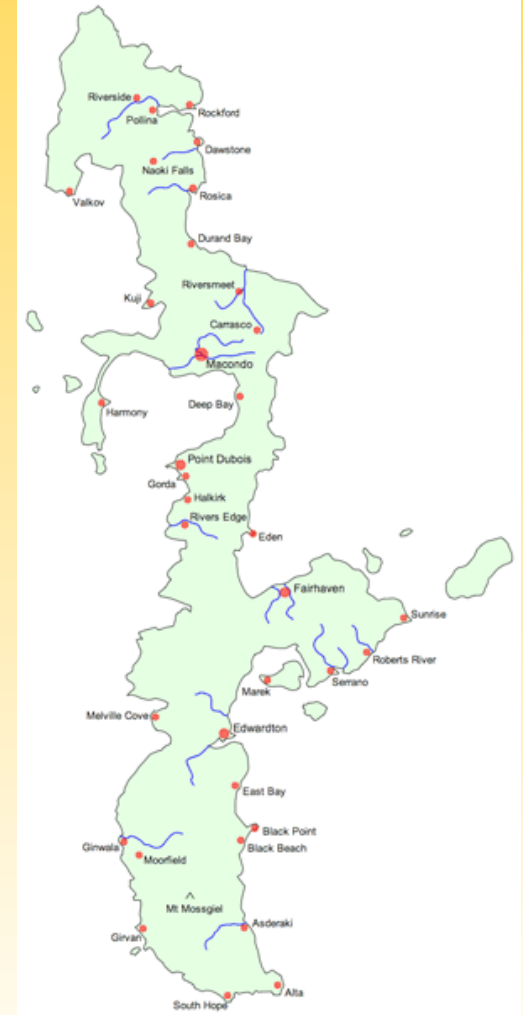 Riverside
Rockford
Pollina
Dawstone
Naoki Falls
Rosica
Valkov
Durand Bay
Riversmeet
Kuji
Carrasco
Macondo
Deep Bay
Harmony
Point Dubois
Gorda
Halkirk
Rivers Edge
Eden
Fairhaven
Sunrise
Roberts River
Serrano
Marek
Melville Cove
Edwardton
East Bay
Black Point
Black Beach
Ginwala
Moorfield
Mt Mossgiel
Asderaki
Girvan
Alta
South Hope